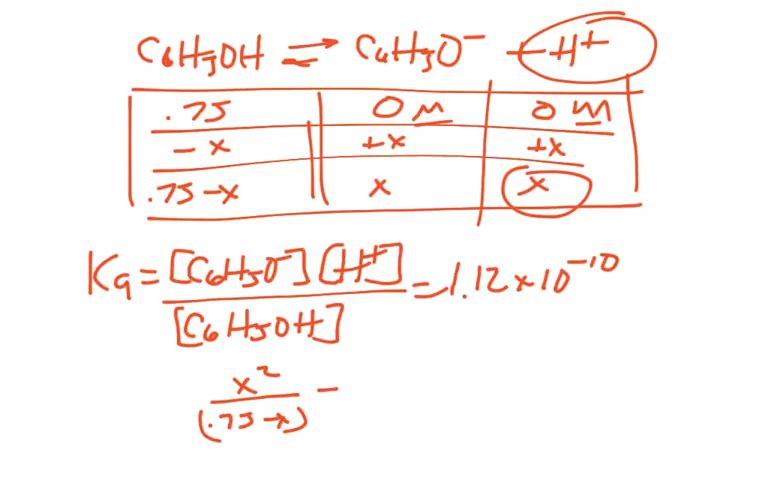 C6H5OH ⇌ C6H5O⁻ + H⁺
.75 0 M 0 M
- x +x +x
.75-x x x
Ka = [C6H5O⁻] [H⁺] / [C6H5OH] = 1.12 x 10⁻¹⁰
x² / (.75-x) =